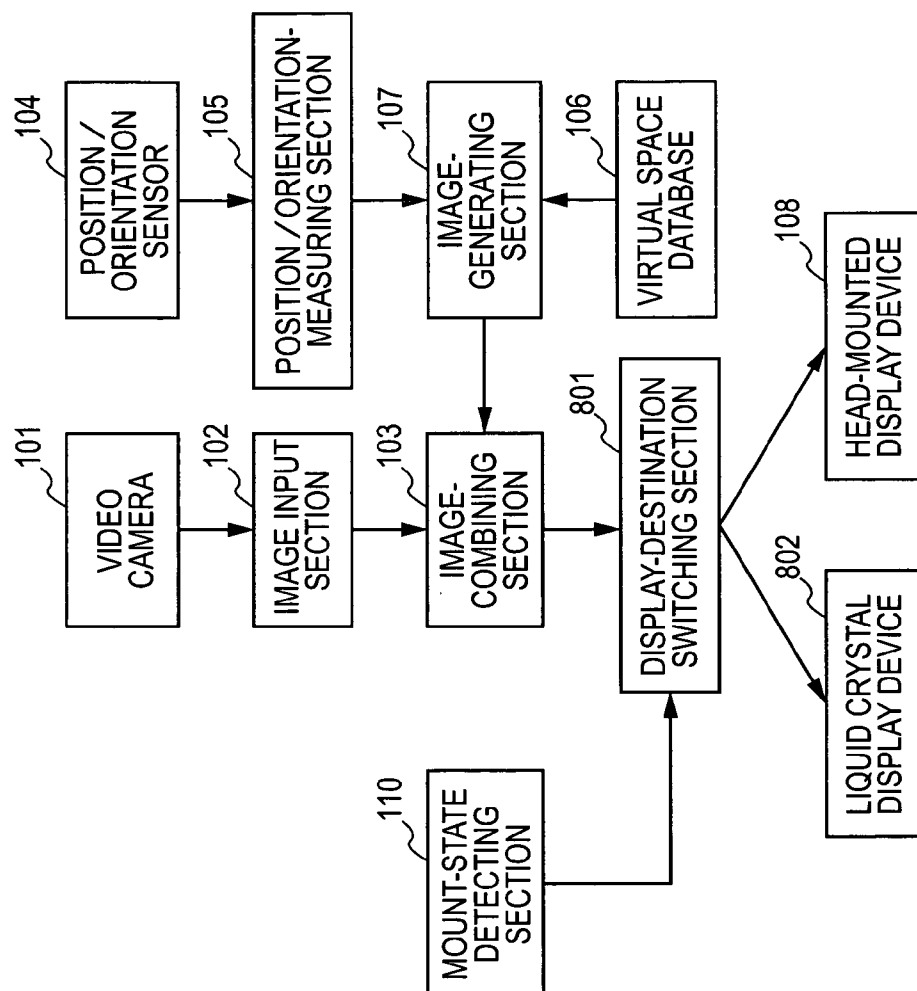 101
VIDEO
CAMERA
104
POSITION /
ORIENTATION
SENSOR
102
IMAGE INPUT
SECTION
105
POSITION / ORIENTATION-
MEASURING SECTION
110
MOUNT-STATE
DETECTING
SECTION
103
IMAGE-
COMBINING
SECTION
107
IMAGE-
GENERATING
SECTION
801
DISPLAY-DESTINATION
SWITCHING SECTION
106
VIRTUAL SPACE
DATABASE
802
LIQUID CRYSTAL
DISPLAY DEVICE
108
HEAD-MOUNTED
DISPLAY DEVICE